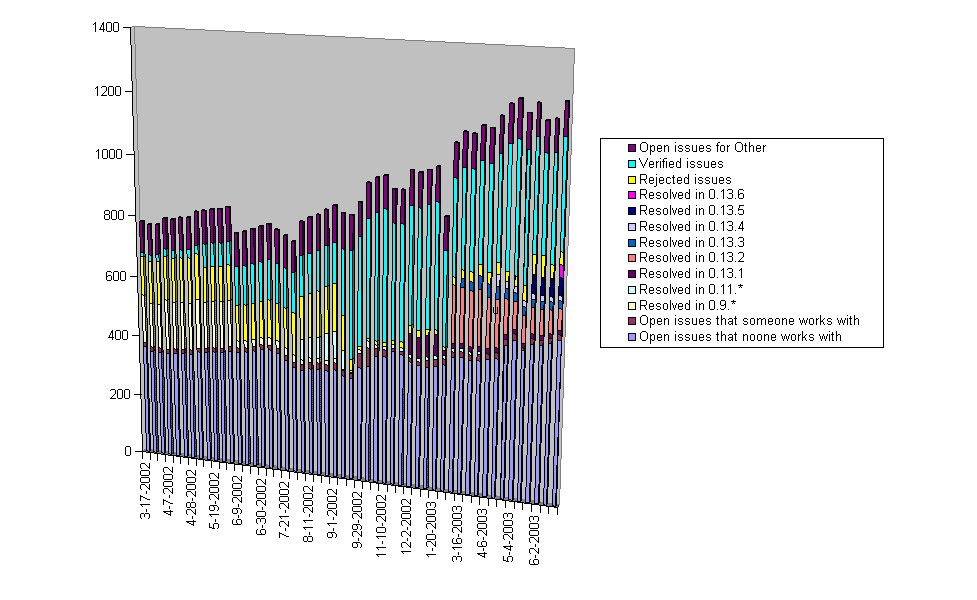 1400
1200
1000
800
600
400
200
0
3-17-2002
4-7-2002
4-28-2002
5-19-2002
6-9-2002
6-30-2002
7-21-2002
8-11-2002
9-1-2002
9-29-2002
11-10-2002
12-2-2002
1-20-2003
3-16-2003
4-6-2003
5-4-2003
6-2-2003
Open issues for Other
Verified issues
Rejected issues
Resolved in 0.13.6
Resolved in 0.13.5
Resolved in 0.13.4
Resolved in 0.13.3
Resolved in 0.13.2
Resolved in 0.13.1
Resolved in 0.11.*
Resolved in 0.9.*
Open issues that someone works with
Open issues that noone works with